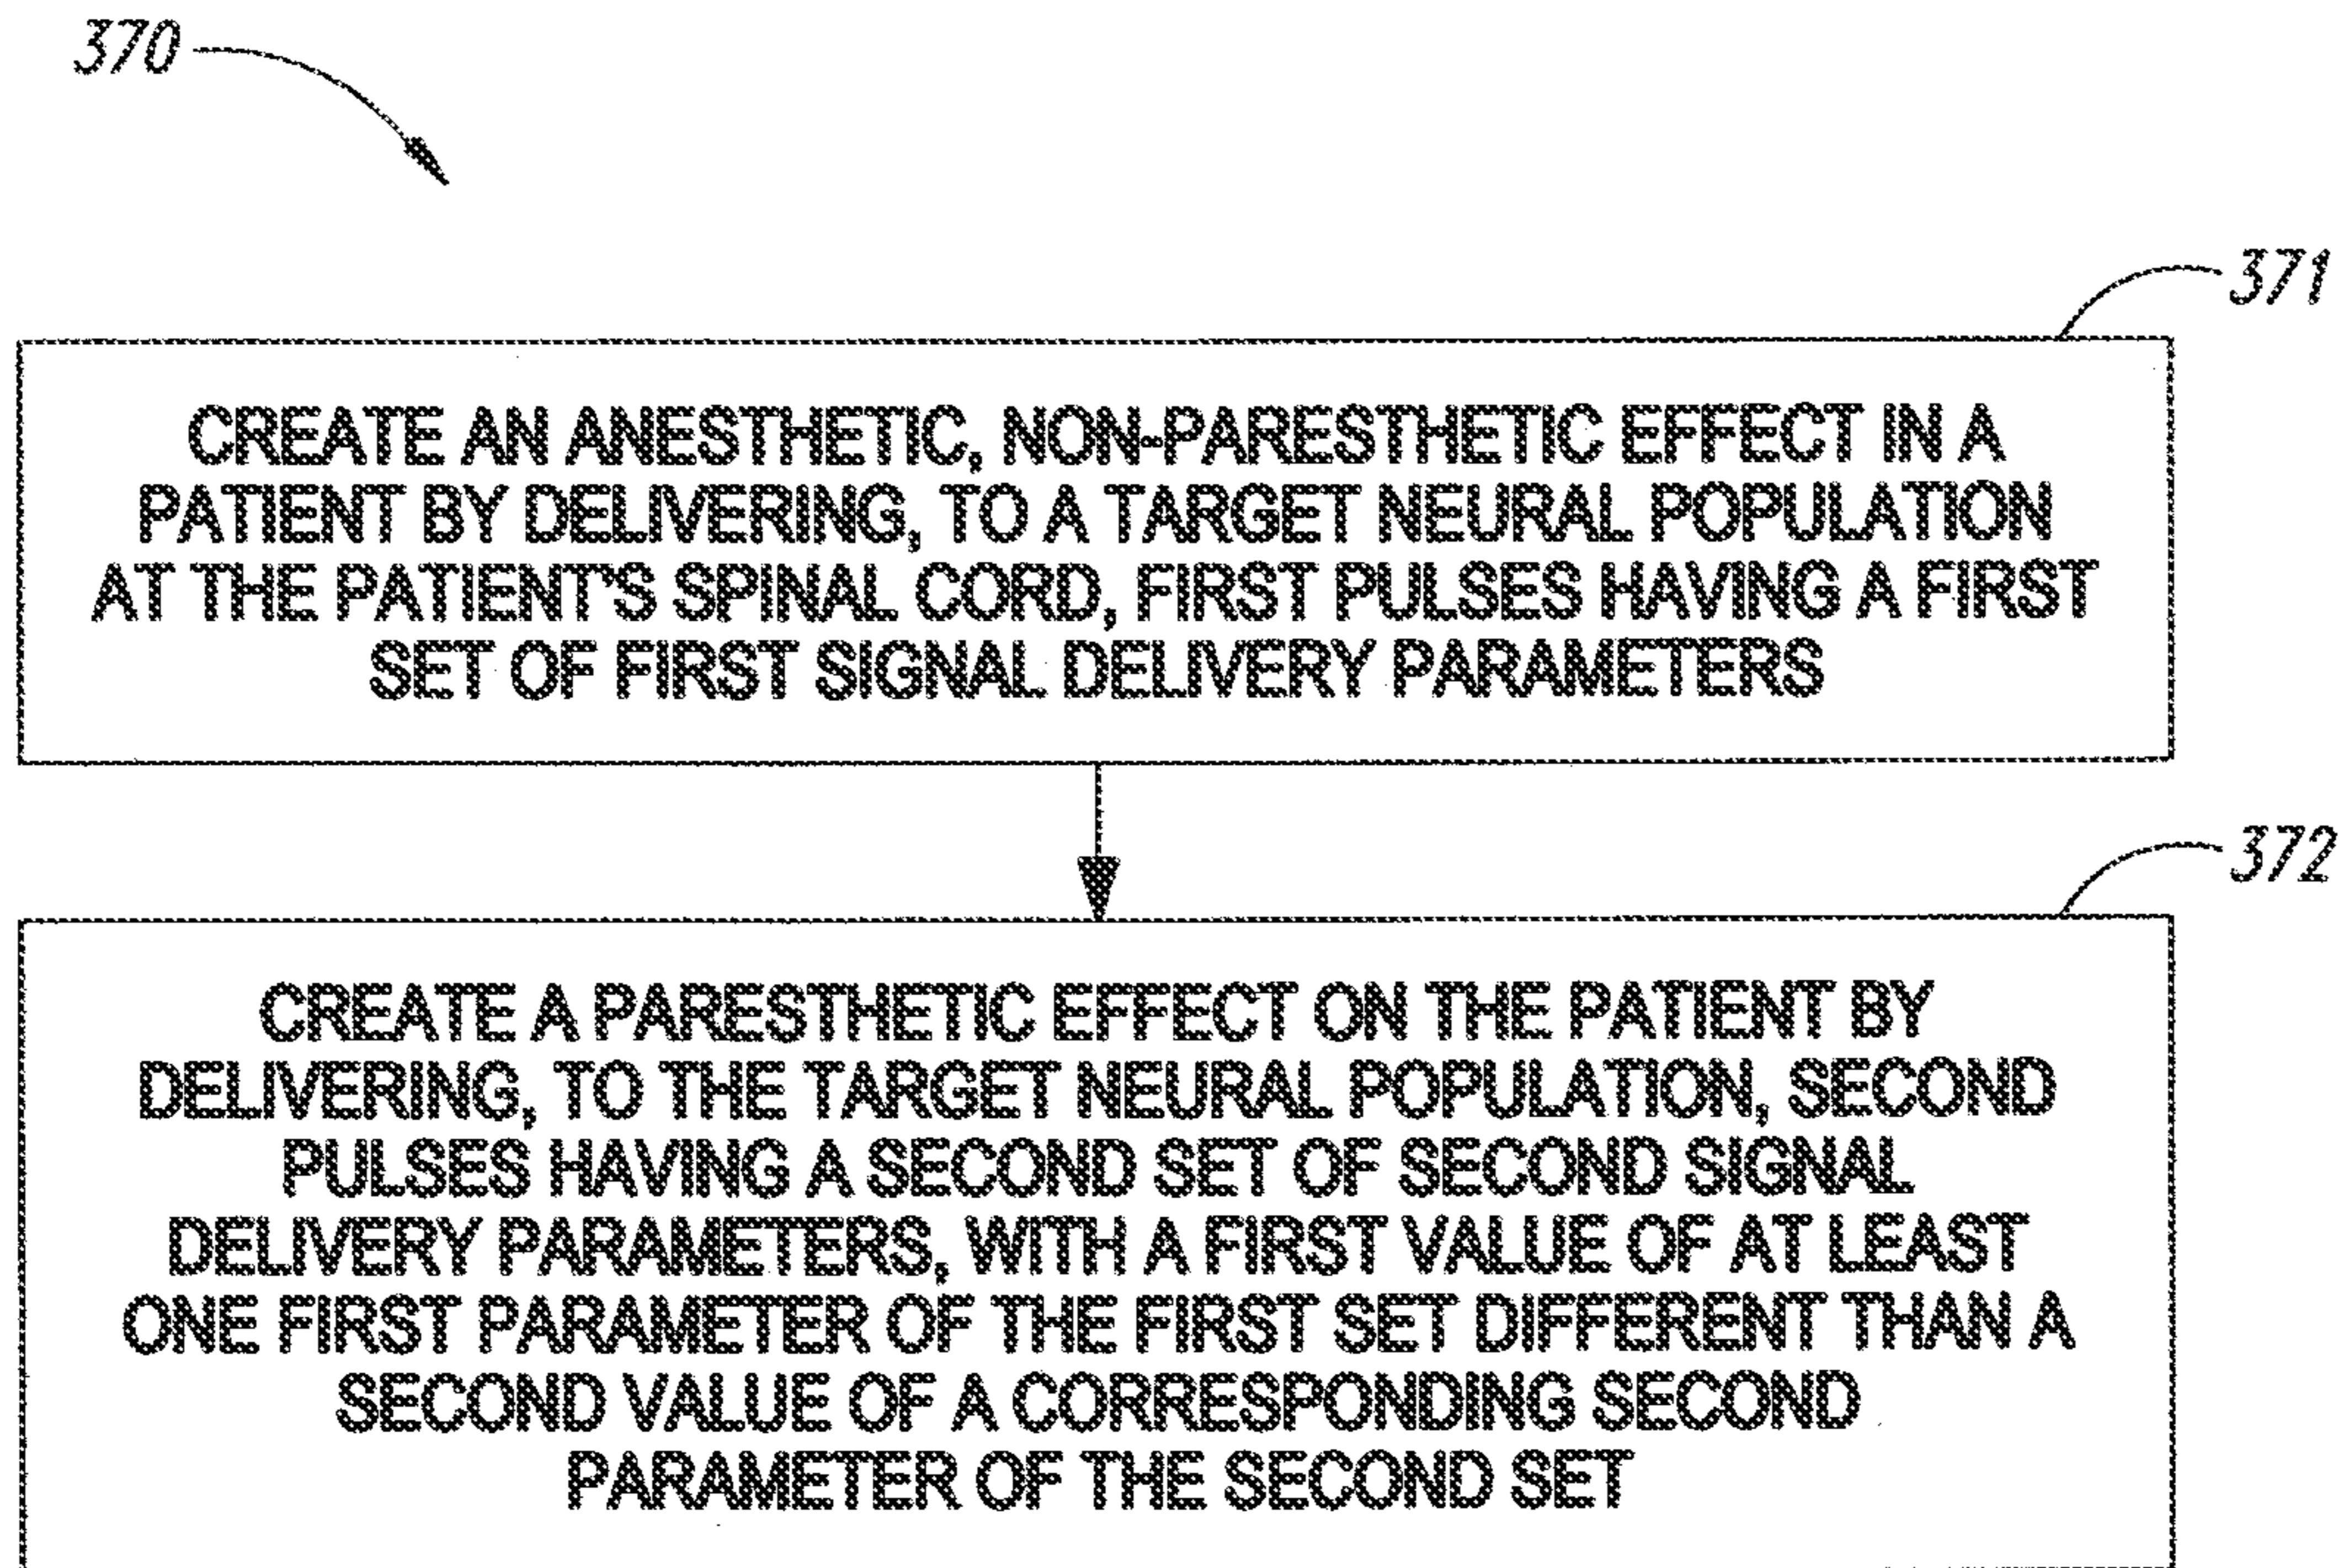 370
371
CREATE AN ANESTHETIC, NON-PARESTHETIC EFFECT IN A
PATIENT BY DELIVERING, TO A TARGET NEURAL POPULATION
AT THE PATIENT'S SPINAL CORD, FIRST PULSES HAVING A FIRST
SET OF FIRST SIGNAL DELIVERY PARAMETERS
372
CREATE A PARESTHETIC EFFECT ON THE PATIENT BY
DELIVERING, TO THE TARGET NEURAL POPULATION, SECOND
PULSES HAVING A SECOND SET OF SECOND SIGNAL
DELIVERY PARAMETERS, WITH A FIRST VALUE OF AT LEAST
ONE FIRST PARAMETER OF THE FIRST SET DIFFERENT THAN A
SECOND VALUE OF A CORRESPONDING SECOND
PARAMETER OF THE SECOND SET